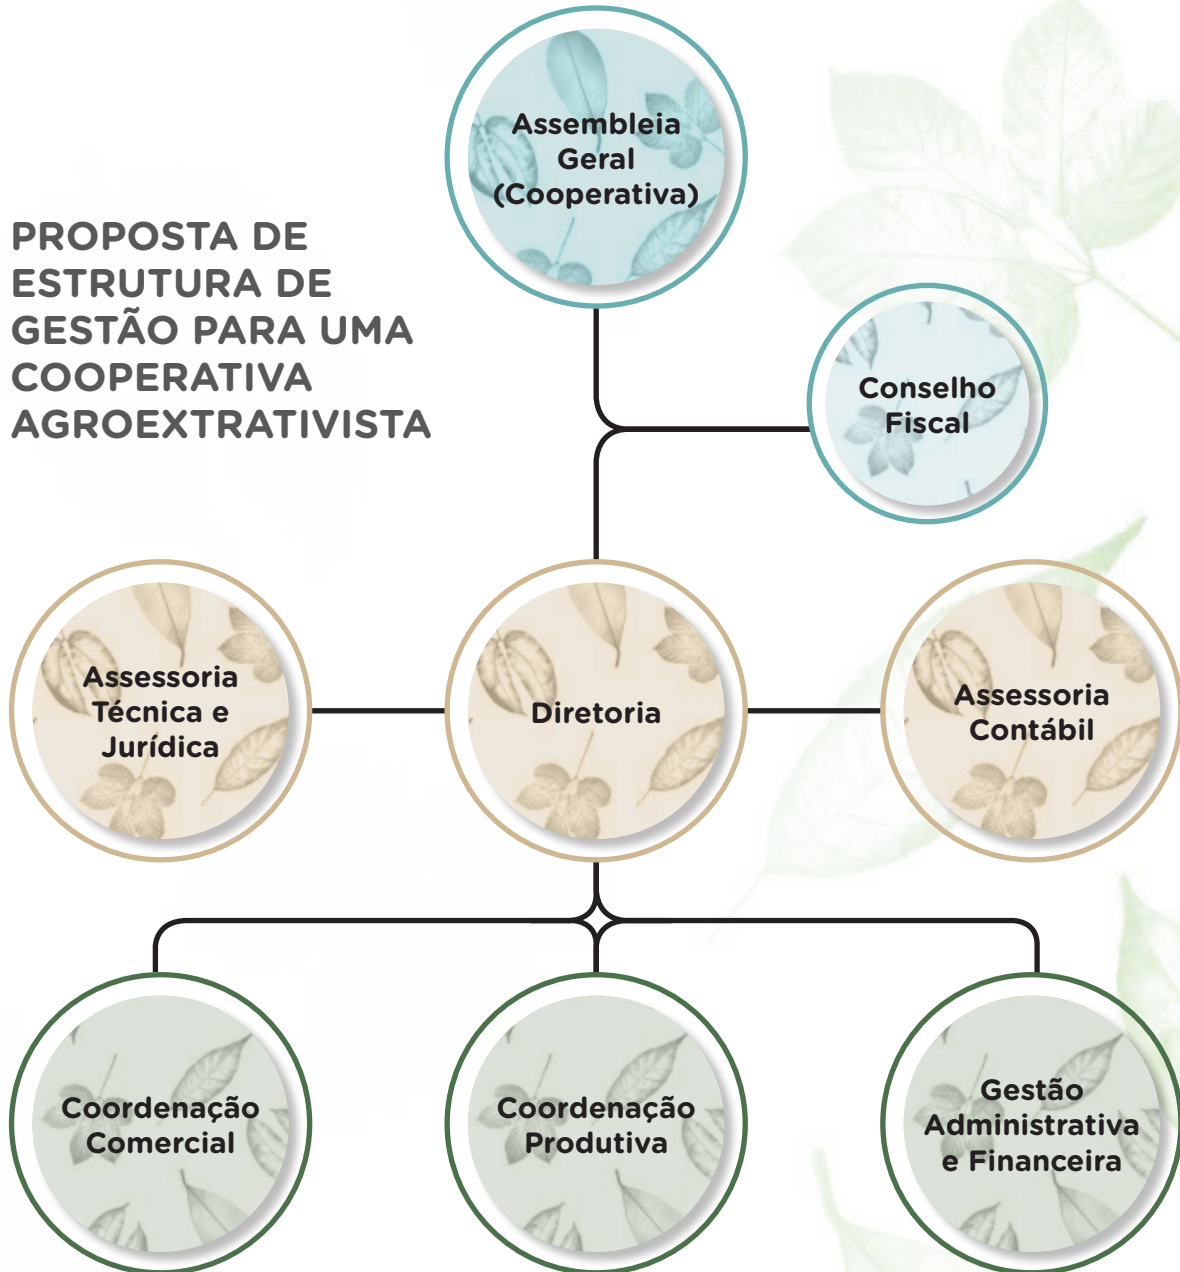 Assembleia
Geral
(Cooperativa)
PROPOSTA DE
ESTRUTURA DE
GESTÃO PARA UMA
COOPERATIVA
AGROEXTRATIVISTA
Conselho
Fiscal
Assessoria
Técnica e
Jurídica
Diretoria
Assessoria
Contábil
Coordenação
Comercial
Coordenação
Produtiva
Gestão
Administrativa
e Financeira